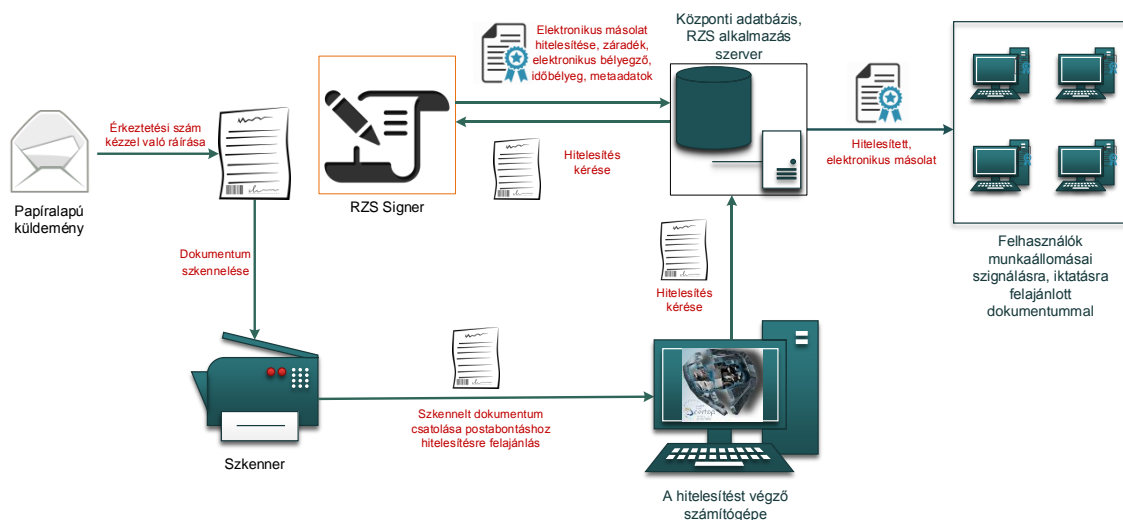 Elektronikus másolat
hitelesítése, záradék,
elektronikus bélyegző,
időbélyeg, metaadatok
Központi adatbázis,
RZS alkalmazás
szerver
Érkeztetési szám
kézzel való ráírása
Papíralapú
küldemény
RZS Signer
Hitelesítés
kérése
Hitelesített,
elektronikus másolat
Felhasználók
munkaállomásai
szignálásra, iktatásra
felajánlott
dokumentummal
Dokumentum
szkennelése
Hitelesítés
kérése
Szkennelt dokumentum
csatolása postabontáshoz
hitelesítésre felajánlás
Szkenner
A hitelesítést végző
számítógépe